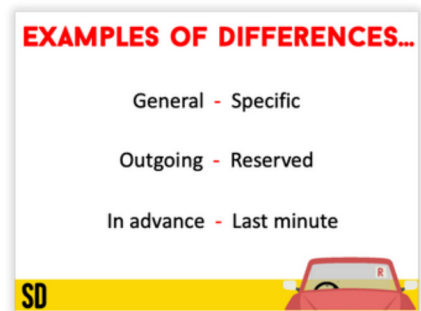 EXAMPLES OF DIFFERENCES...
General - Specific
Outgoing - Reserved
In advance - Last minute
R
SD